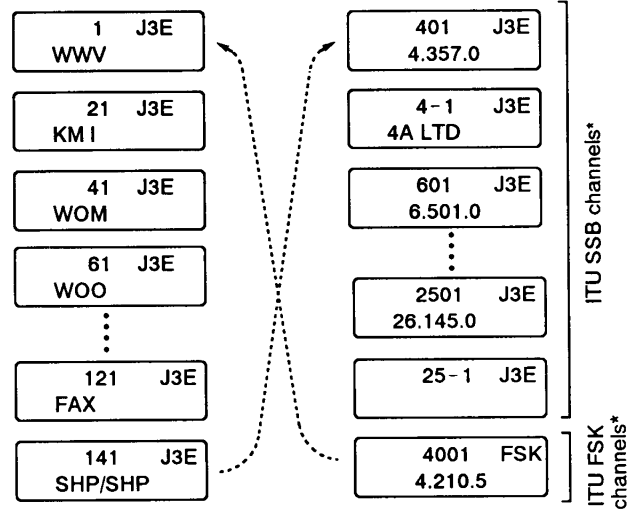 1 J3E
WWV
21 J3E
KMI
41 J3E
WOM
61 J3E
WOO
121 J3E
FAX
141 J3E
SHP/SHP
401 J3E
4.357.0
4-1 J3E
4A LTD
601 J3E
6.501.0
2501 J3E
26.145.0
25-1 J3E
4001 FSK
4.210.5
ITU SSB channels*
ITU FSK
channels*